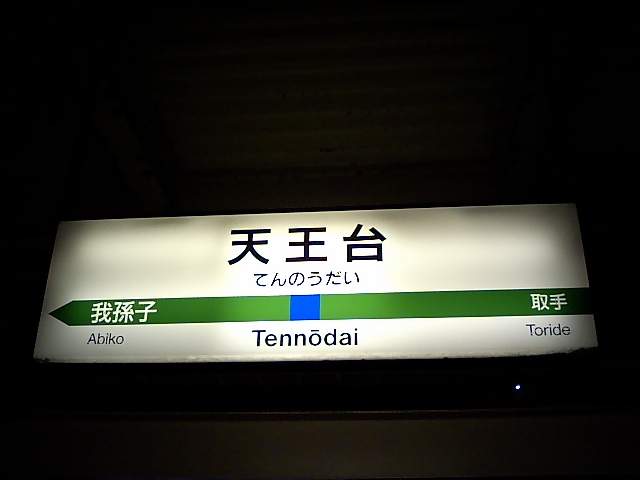 天王台
てんのうだい
我孫子 取手
Abiko Tennōdai Toride